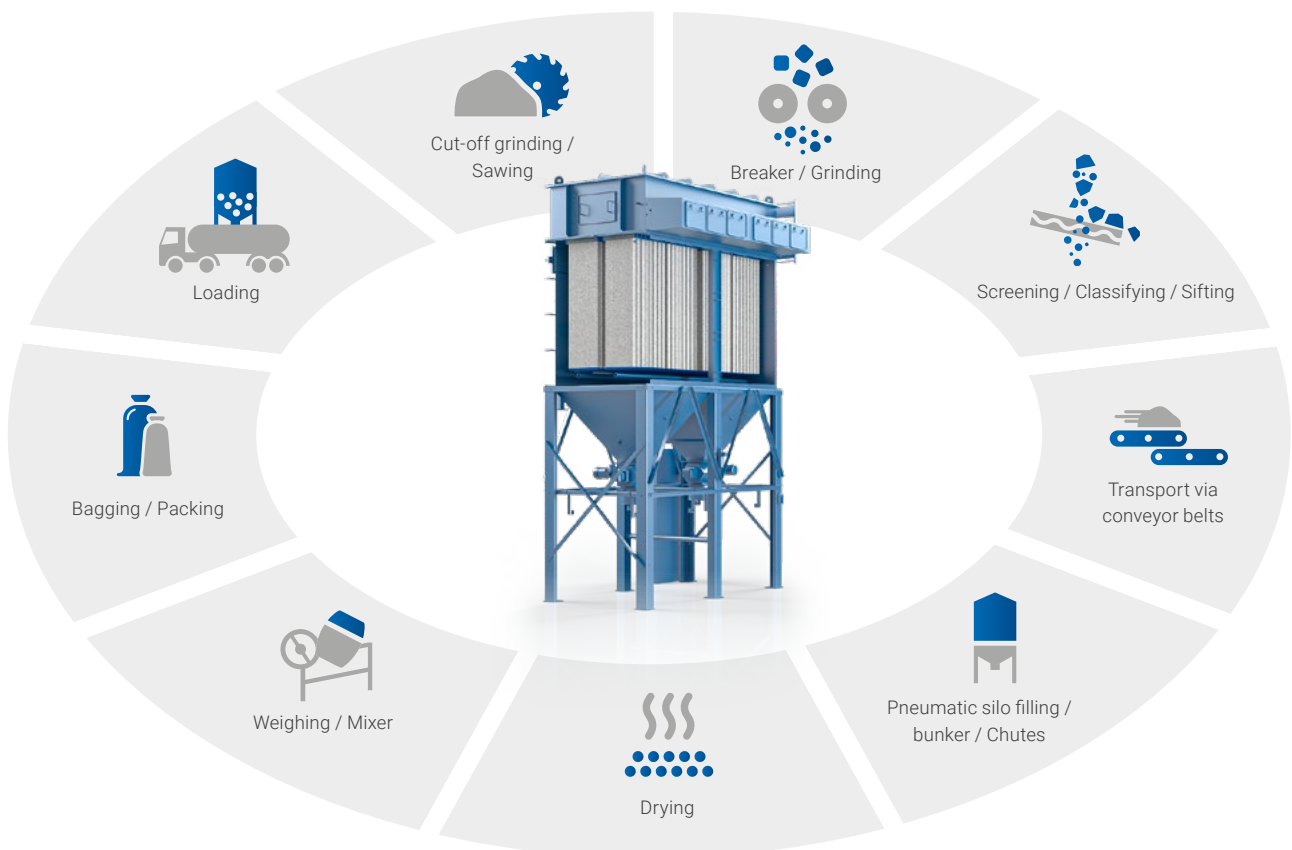 Cut-off grinding /
Sawing
Breaker / Grinding
Loading
Screening / Classifying / Sifting
Bagging / Packing
Transport via
conveyor belts
Weighing / Mixer
Pneumatic silo filling /
bunker / Chutes
Drying